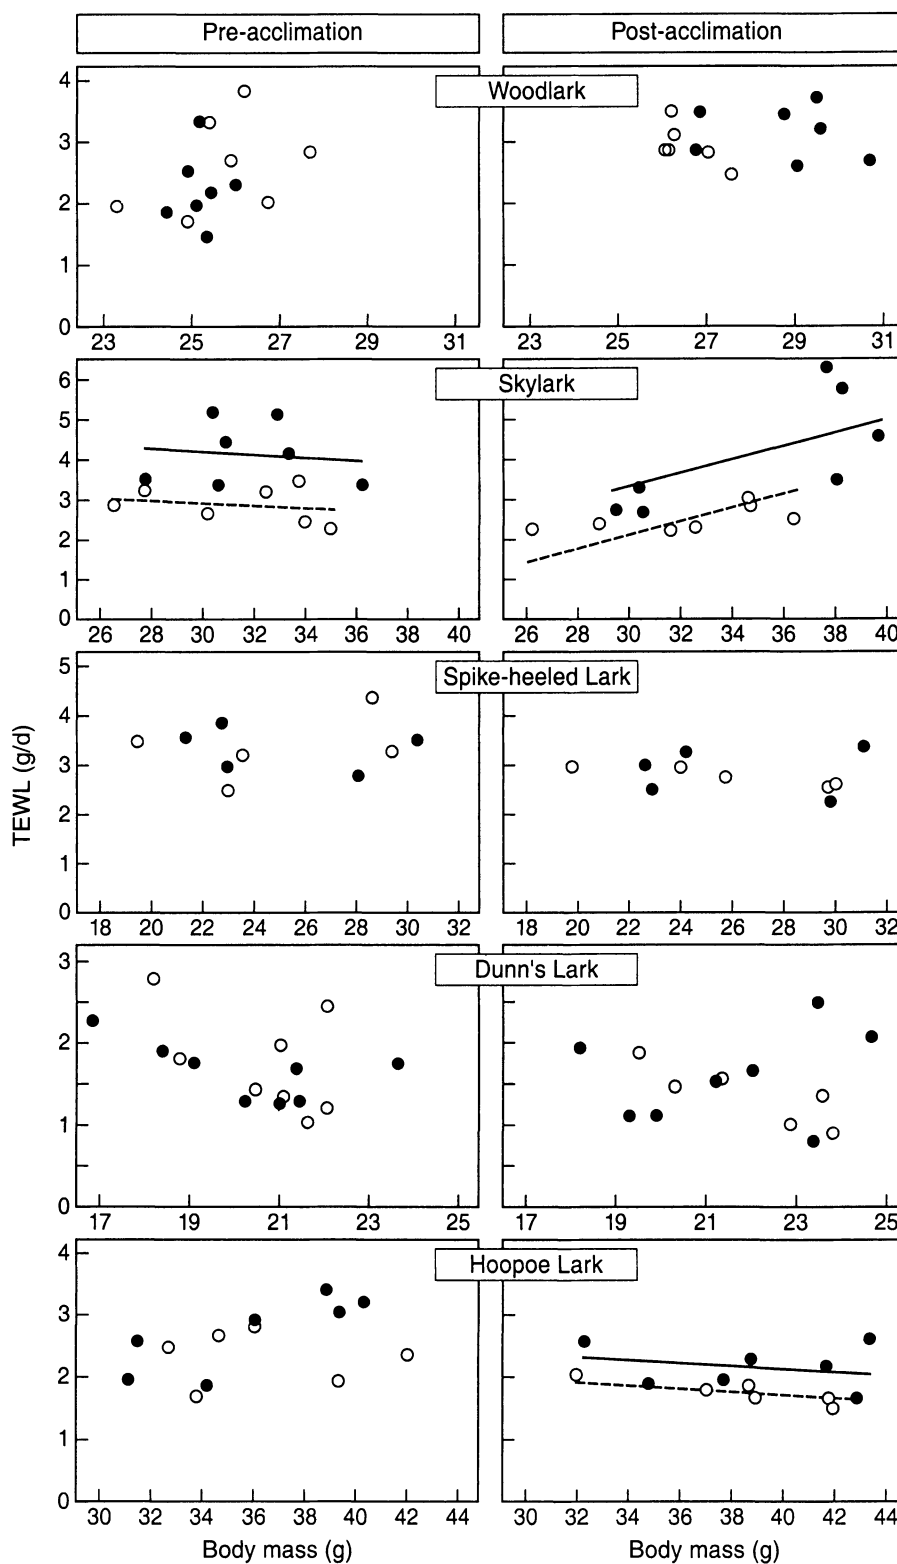 Pre-acclimation Post-acclimation
Woodlark
4
3
2
1
0
23 25 27 29 31 23 25 27 29 31
Skylark
6
5
4
3
2
1
0
26 28 30 32 34 36 38 40 26 28 30 32 34 36 38 40
Spike-heeled Lark
5
4
3
2
1
0
TEWL (g/d)
18 20 22 24 26 28 30 32 18 20 22 24 26 28 30 32
Dunn's Lark
3
2
1
0
17 19 21 23 25 17 19 21 23 25
Hoopoe Lark
4
3
2
1
0
30 32 34 36 38 40 42 44 30 32 34 36 38 40 42 44
Body mass (g) Body mass (g)